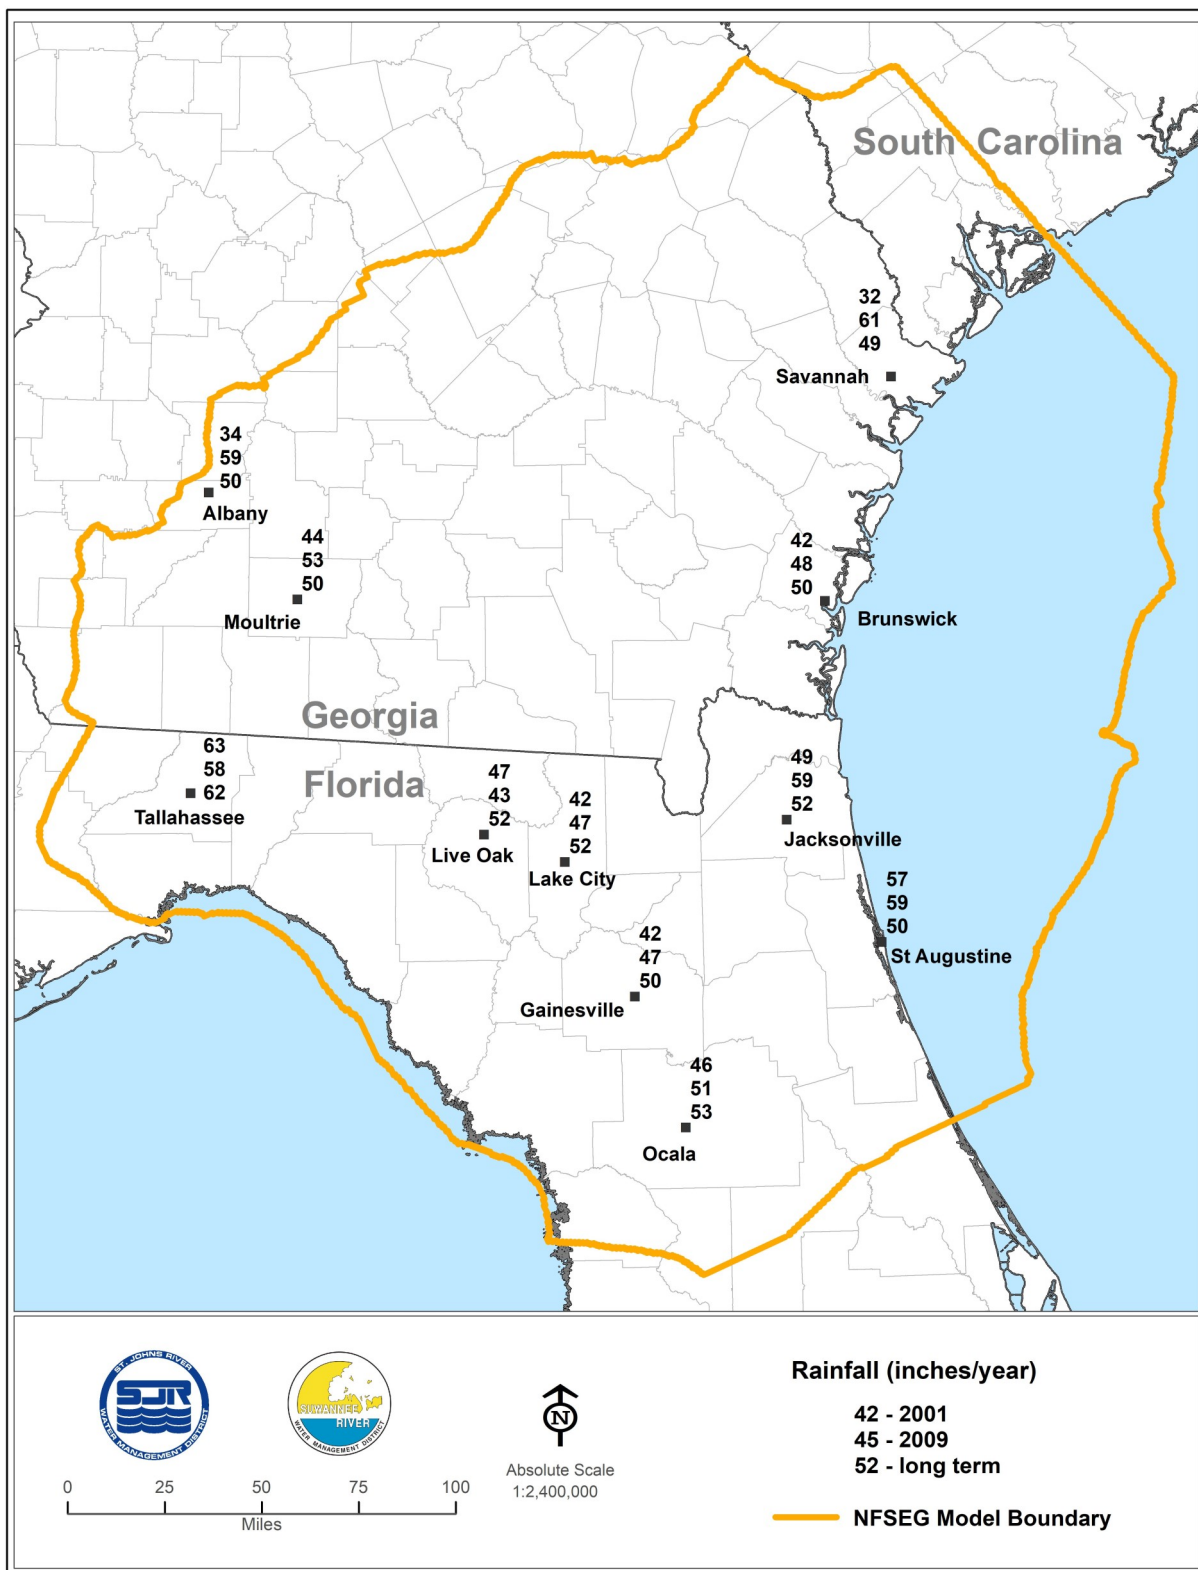 South Carolina
32
61
49
Savannah
34
59
50
Albany
44
53
50
Moultrie
42
48
50
Brunswick
Georgia
Florida
63
58
62
Tallahassee
47
43
52
Live Oak
42
47
52
Lake City
49
59
52
Jacksonville
57
59
50
St Augustine
42
47
50
Gainesville
46
51
53
Ocala
ST. JOHNS RIVER
SJR
WATER MANAGEMENT DISTRICT
SUWANNEE
RIVER
WATER MANAGEMENT DISTRICT
N
Absolute Scale
1:2,400,000
0 25 50 75 100
Miles
Rainfall (inches/year)
42 - 2001
45 - 2009
52 - long term
NFSEG Model Boundary